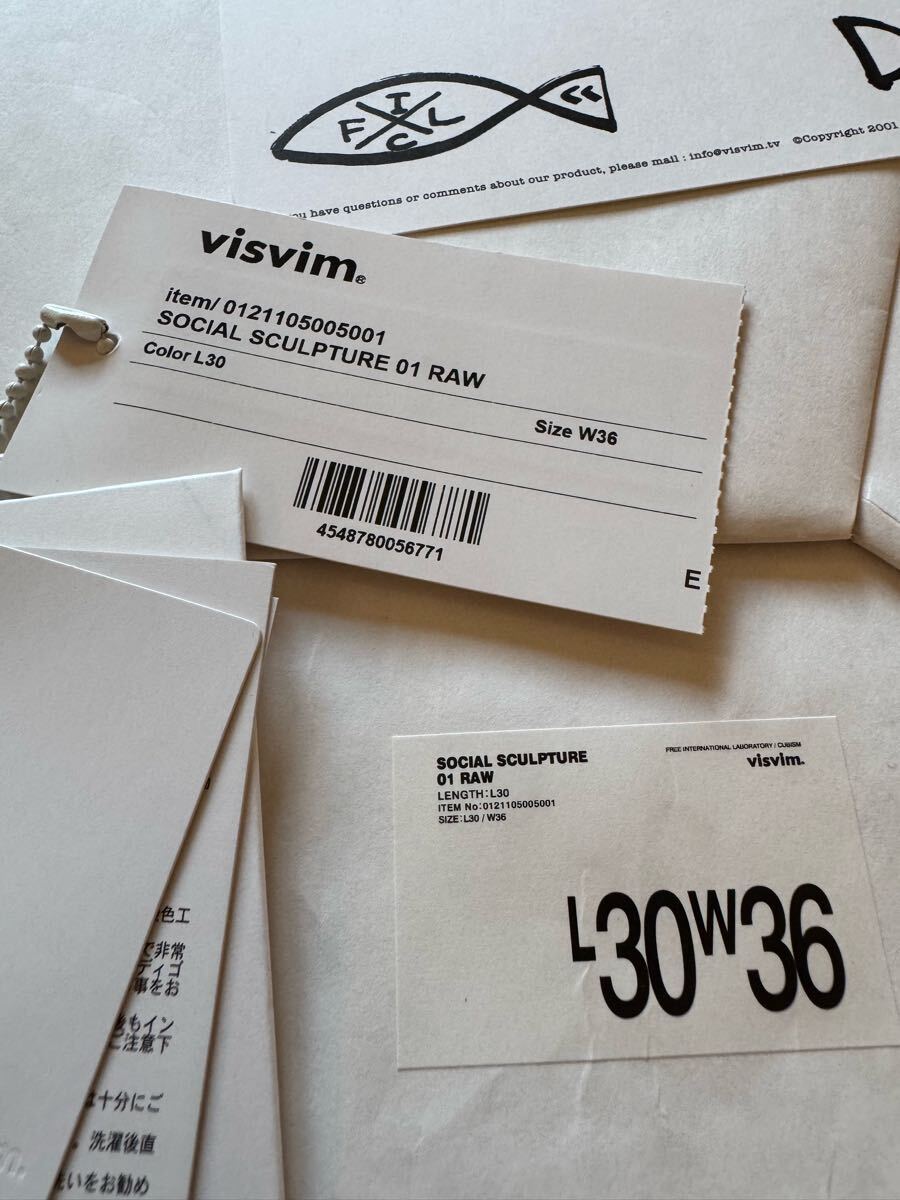 I
F L
C
you have questions or comments about our product, please mail : info@visvim.tv ©Copyright 2001
visvim®
item/ 0121105005001
SOCIAL SCULPTURE 01 RAW
Color L30
Size W36
4548780056771
E
SOCIAL SCULPTURE
01 RAW
LENGTH:L30
ITEM No:0121105005001
SIZE:L30 / W36
FREE INTERNATIONAL LABORATORY / CUBISM
visvim.
L30W36
色工
で非常
ディゴ
事をお
後もイン
ご注意下
は十分にご
。洗濯後直
いをお勧め